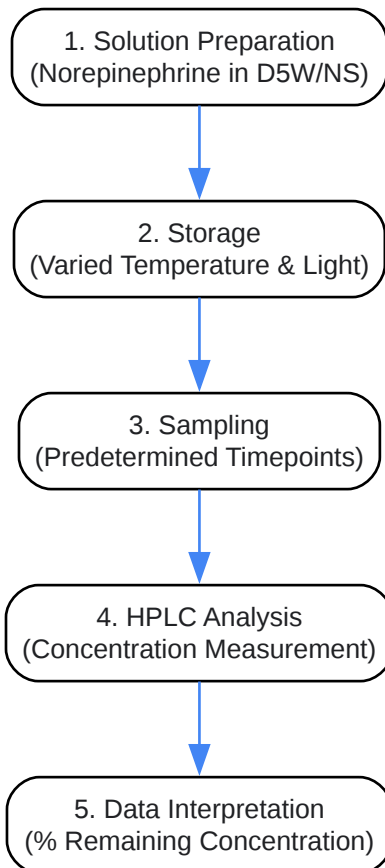 1. Solution Preparation
(Norepinephrine in D5W/NS)
2. Storage
(Varied Temperature & Light)
3. Sampling
(Predetermined Timepoints)
4. HPLC Analysis
(Concentration Measurement)
5. Data Interpretation
(% Remaining Concentration)